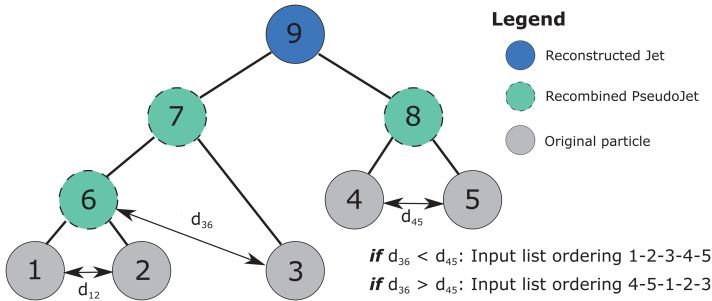 Legend
9
Reconstructed Jet
7
8
Recombined PseudoJet
Original particle
6
4
5
d36
d45
1
2
3
d12
if d36 < d45: Input list ordering 1-2-3-4-5
if d36 > d45: Input list ordering 4-5-1-2-3